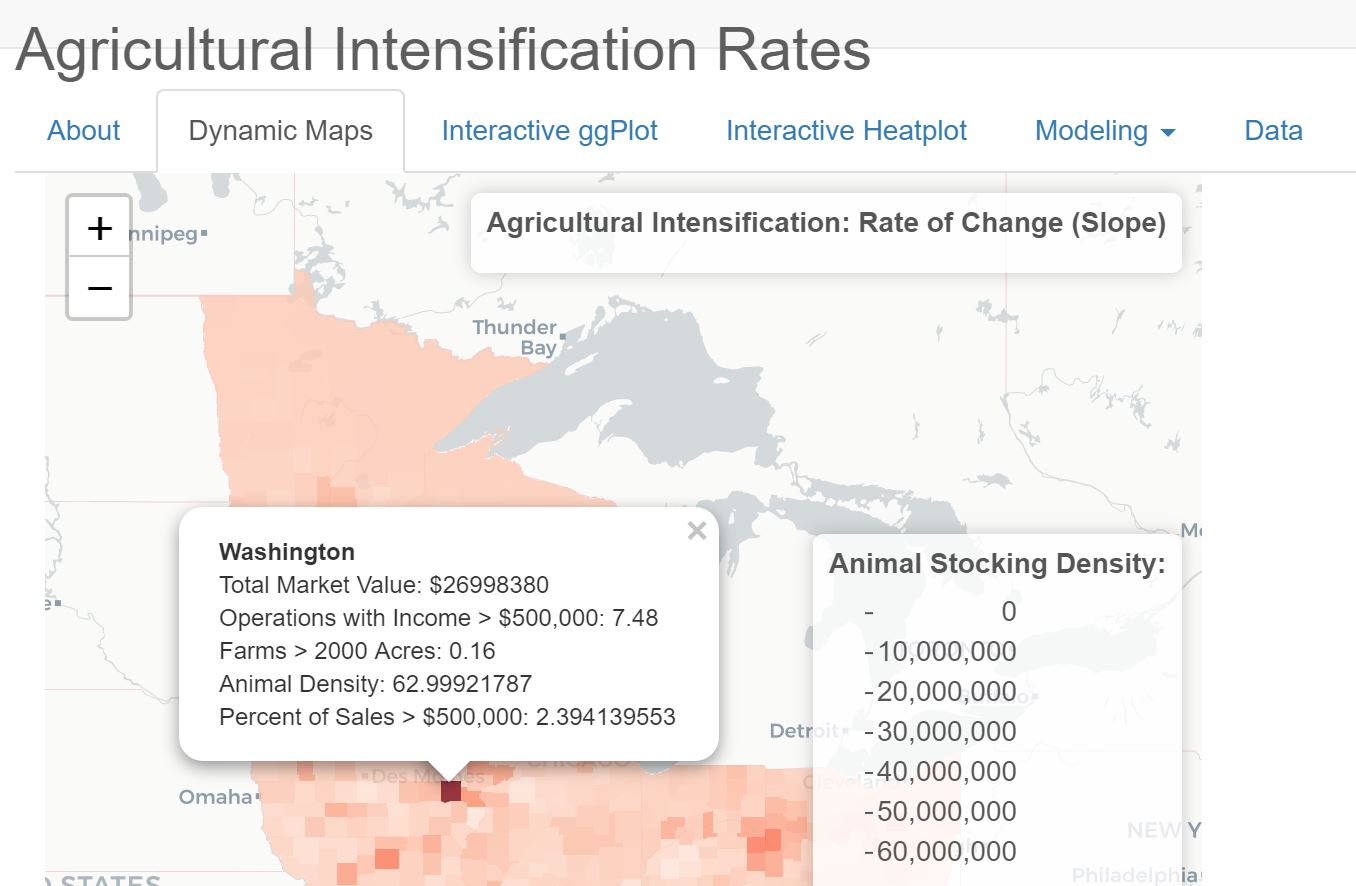 Agricultural Intensification Rates
About
Dynamic Maps
Interactive ggPlot
Interactive Heatplot
Modeling
Data
+
−
nnipeg
Agricultural Intensification: Rate of Change (Slope)
Thunder
Bay
×
Washington
Total Market Value: $26998380
Operations with Income > $500,000: 7.48
Farms > 2000 Acres: 0.16
Animal Density: 62.99921787
Percent of Sales > $500,000: 2.394139553
Animal Stocking Density:
- 0
- 10,000,000
- 20,000,000
- 30,000,000
- 40,000,000
- 50,000,000
- 60,000,000
Detroit
Des Moines
CHICAGO
Cleveland
Omaha
NEW Y
Philadelphia
STATES